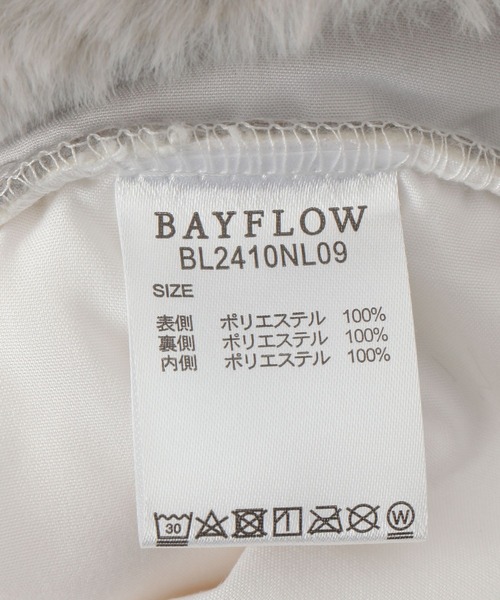 BAYFLOW
BL2410NL09
SIZE
表側 ポリエステル 100%
裏側 ポリエステル 100%
内側 ポリエステル 100%
30
W